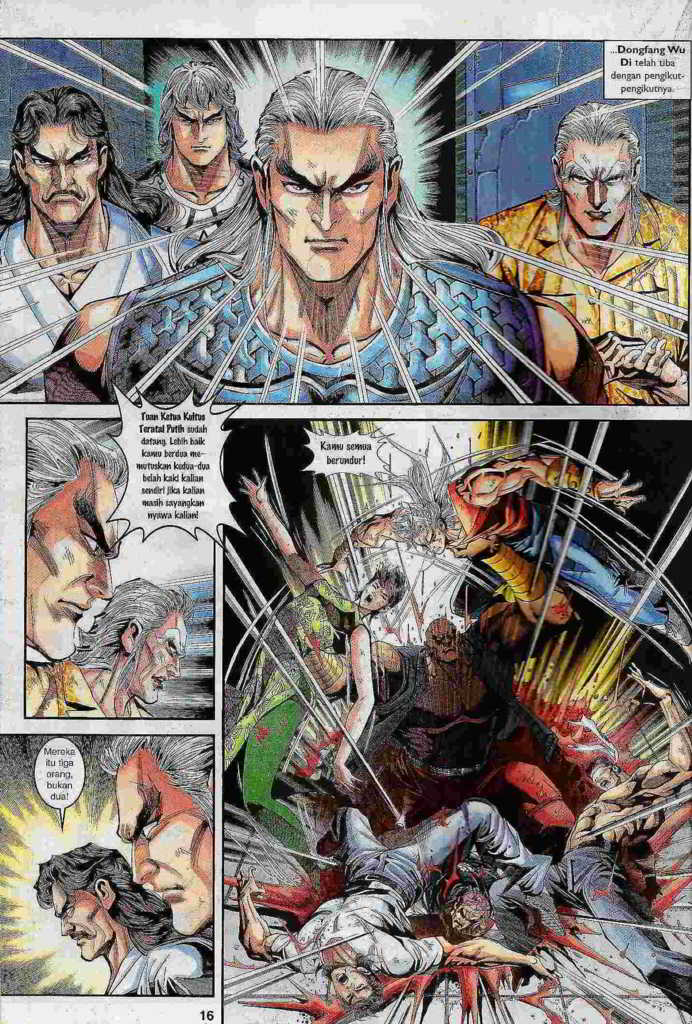 ...Dongfang Wu
Di telah tiba
dengan pengikut-
pengikutnya.
Tuan Ketua Kultus
Teratai Putih sudah
datang. Lebih baik
kamu berdua me-
mutuskan kedua-dua
belah kaki kalian
sendiri jika kalian
masih sayangkan
nyawa kalian!
Kamu semua
berundur!
Mereka
itu tiga
orang,
bukan
dua!
16